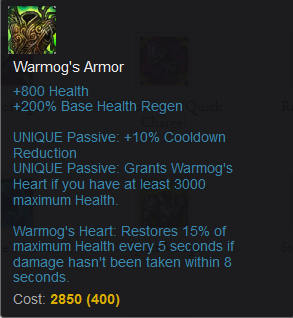 Warmog's Armor
+800 Health
+200% Base Health Regen
UNIQUE Passive: +10% Cooldown
Reduction
UNIQUE Passive: Grants Warmog's
Heart if you have at least 3000
maximum Health.
Warmog's Heart: Restores 15% of
maximum Health every 5 seconds if
damage hasn't been taken within 8
seconds.
Cost: 2850 (400)